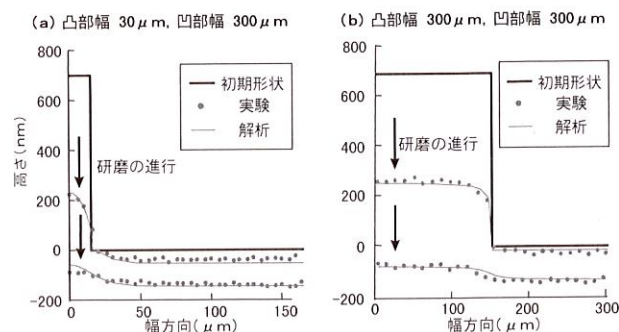 (a) 凸部幅 30μm, 凹部幅 300μm
800
600
400
200
0
-200
高さ(nm)
初期形状
実験
解析
研磨の進行
0
50
100
150
幅方向(μm)
(b) 凸部幅 300μm, 凹部幅 300μm
800
600
400
200
0
-200
初期形状
実験
解析
研磨の進行
0
100
200
300
幅方向(μm)